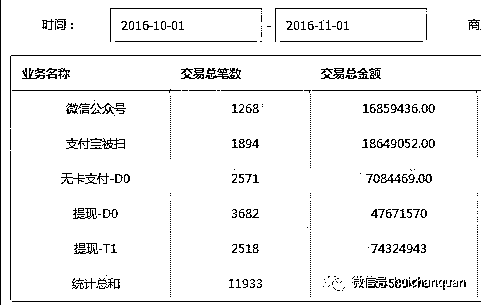 时间： 2016-10-01 - 2016-11-01 商
业务名称 交易总笔数 交易总金额
微信公众号 1268 16859436.00
支付宝被扫 1894 18649052.00
无卡支付-D0 2571 7084469.00
提现-D0 3682 47671570
提现-T1 2518 74324943
统计总和 11933
微信号: shuichanquan